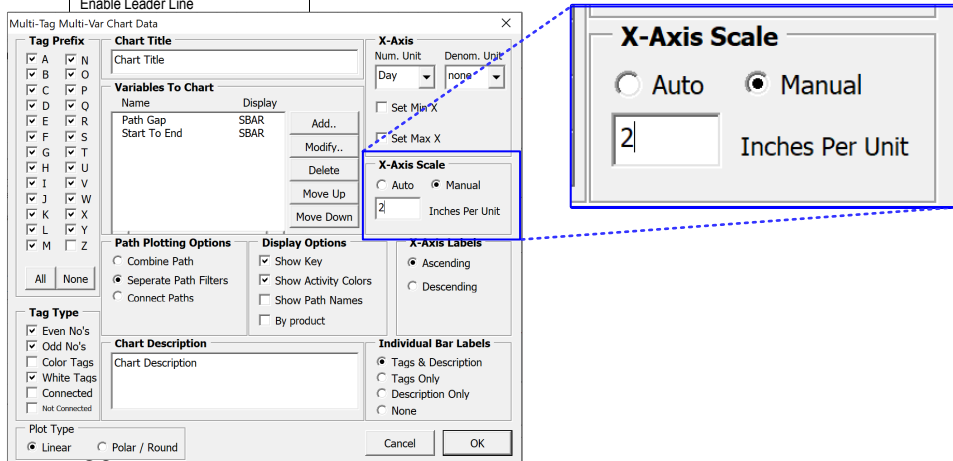 Enable Leader Line
Multi-Tag Multi-Var Chart Data
Tag Prefix
A N
B O
C P
D Q
E R
F S
G T
H U
I V
J W
K X
L Y
M Z
All None
Tag Type
Even No's
Odd No's
Color Tags
White Tags
Connected
Not Connected
Chart Title
Chart Title
Variables To Chart
Name Display
Path Gap SBAR
Start To End SBAR
Add..
Modify..
Delete
Move Up
Move Down
X-Axis
Num. Unit Denom. Unit
Day none
Set Min X
Set Max X
X-Axis Scale
Auto Manual
2 Inches Per Unit
Path Plotting Options
Combine Path
Seperate Path Filters
Connect Paths
Display Options
Show Key
Show Activity Colors
Show Path Names
By product
X-Axis Labels
Ascending
Descending
Chart Description
Chart Description
Individual Bar Labels
Tags & Description
Tags Only
Description Only
None
Plot Type
Linear Polar / Round
Cancel OK
X-Axis Scale
Auto Manual
2 Inches Per Unit